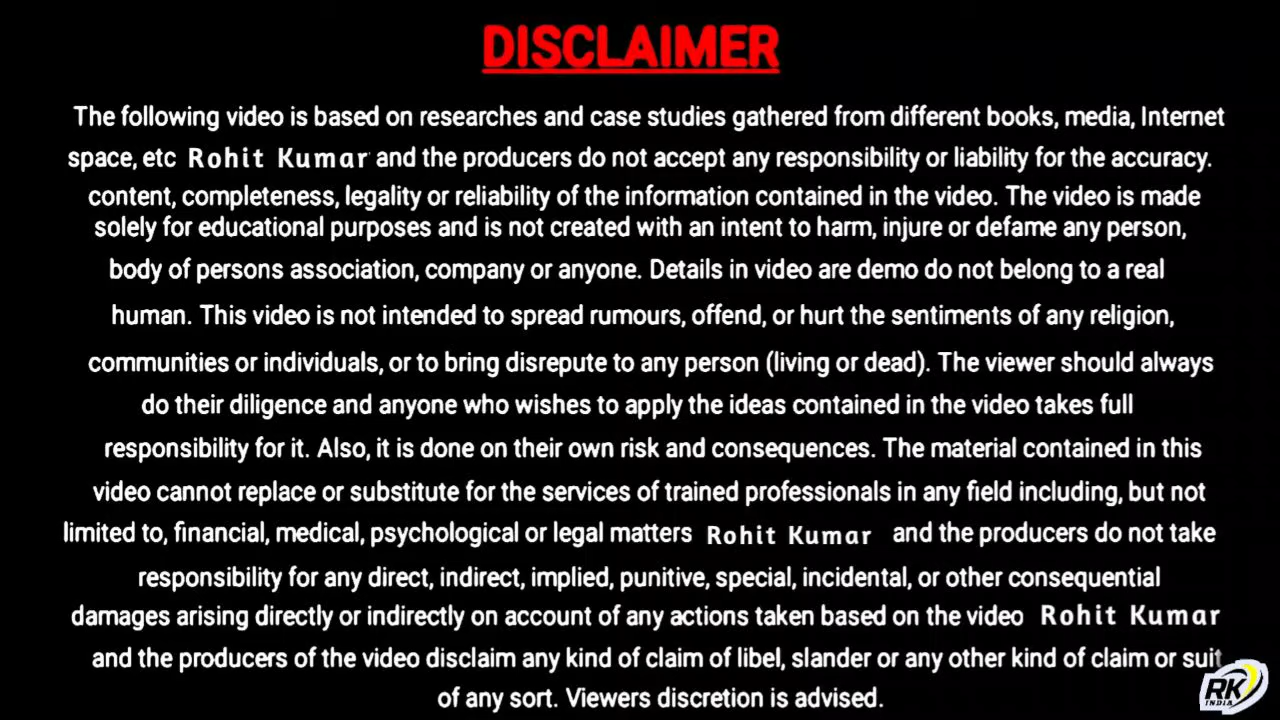 DISCLAIMER
The following video is based on researches and case studies gathered from different books, media, Internet
space, etc Rohit Kumar and the producers do not accept any responsibility or liability for the accuracy.
content, completeness, legality or reliability of the information contained in the video. The video is made
solely for educational purposes and is not created with an intent to harm, injure or defame any person,
body of persons association, company or anyone. Details in video are demo do not belong to a real
human. This video is not intended to spread rumours, offend, or hurt the sentiments of any religion,
communities or individuals, or to bring disrepute to any person (living or dead). The viewer should always
do their diligence and anyone who wishes to apply the ideas contained in the video takes full
responsibility for it. Also, it is done on their own risk and consequences. The material contained in this
video cannot replace or substitute for the services of trained professionals in any field including, but not
limited to, financial, medical, psychological or legal matters Rohit Kumar and the producers do not take
responsibility for any direct, indirect, implied, punitive, special, incidental, or other consequential
damages arising directly or indirectly on account of any actions taken based on the video Rohit Kumar
and the producers of the video disclaim any kind of claim of libel, slander or any other kind of claim or suit
of any sort. Viewers discretion is advised.
RK
INDIA